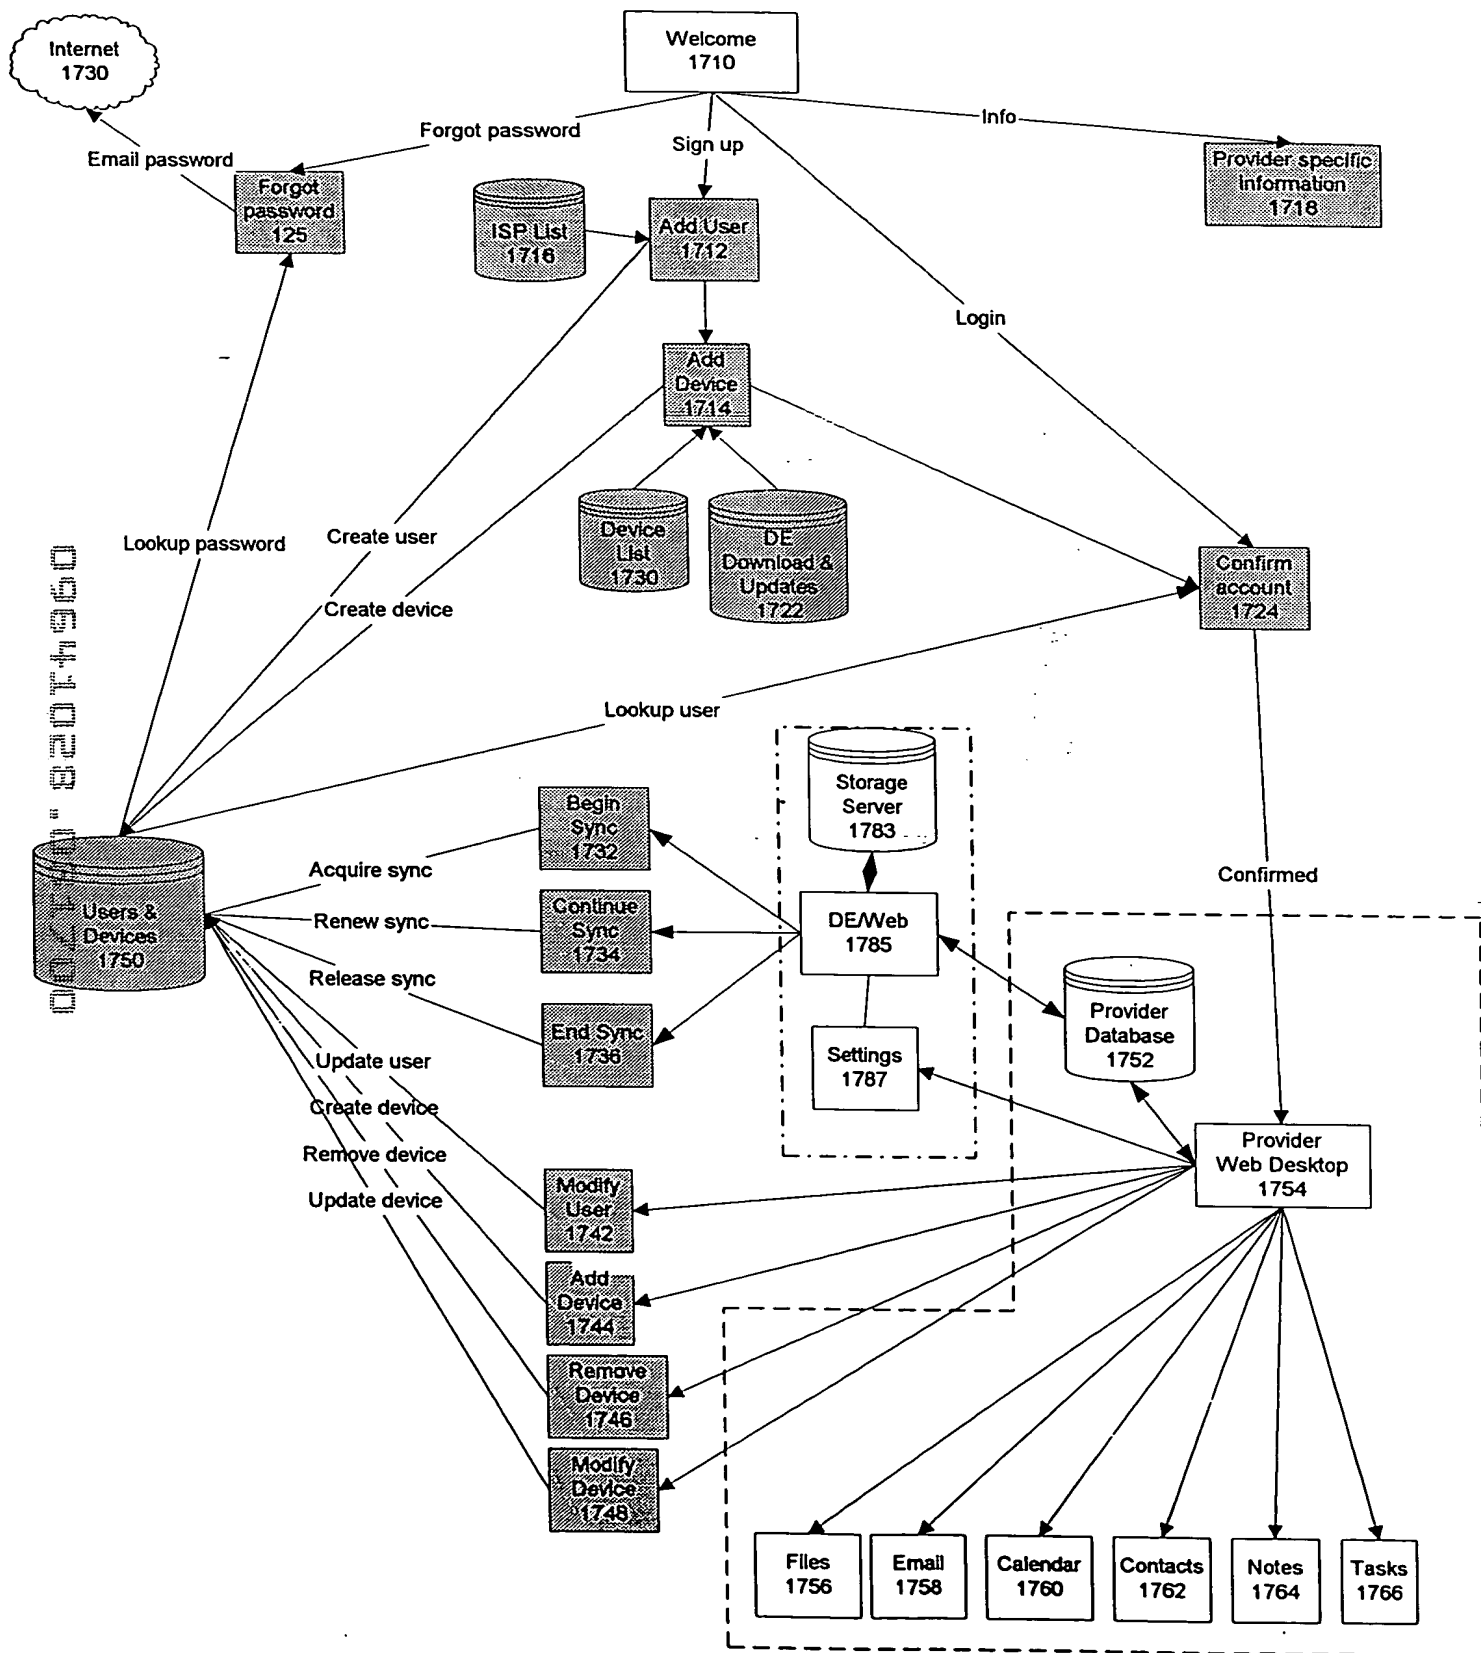 Internet
1730
Welcome
1710
Forgot password
Sign up
Info
Email password
Forgot
password
125
ISP List
1716
Add User
1712
Provider specific
Information
1718
Login
Add
Device
1714
Lookup password
Create user
Create device
Device
List
1730
DE
Download &
Updates
1722
Confirm
account
1724
Lookup user
Storage
Server
1783
Begin
Sync
1732
Acquire sync
Confirmed
Users &
Devices
1750
Renew sync
Continue
Sync
1734
DE/Web
1785
Release sync
End Sync
1736
Settings
1787
Provider
Database
1752
Update user
Create device
Remove device
Update device
Provider
Web Desktop
1754
Modify
User
1742
Add
Device
1744
Remove
Device
1746
Modify
Device
1748
Files
1756
Email
1758
Calendar
1760
Contacts
1762
Notes
1764
Tasks
1766
09641028.041700